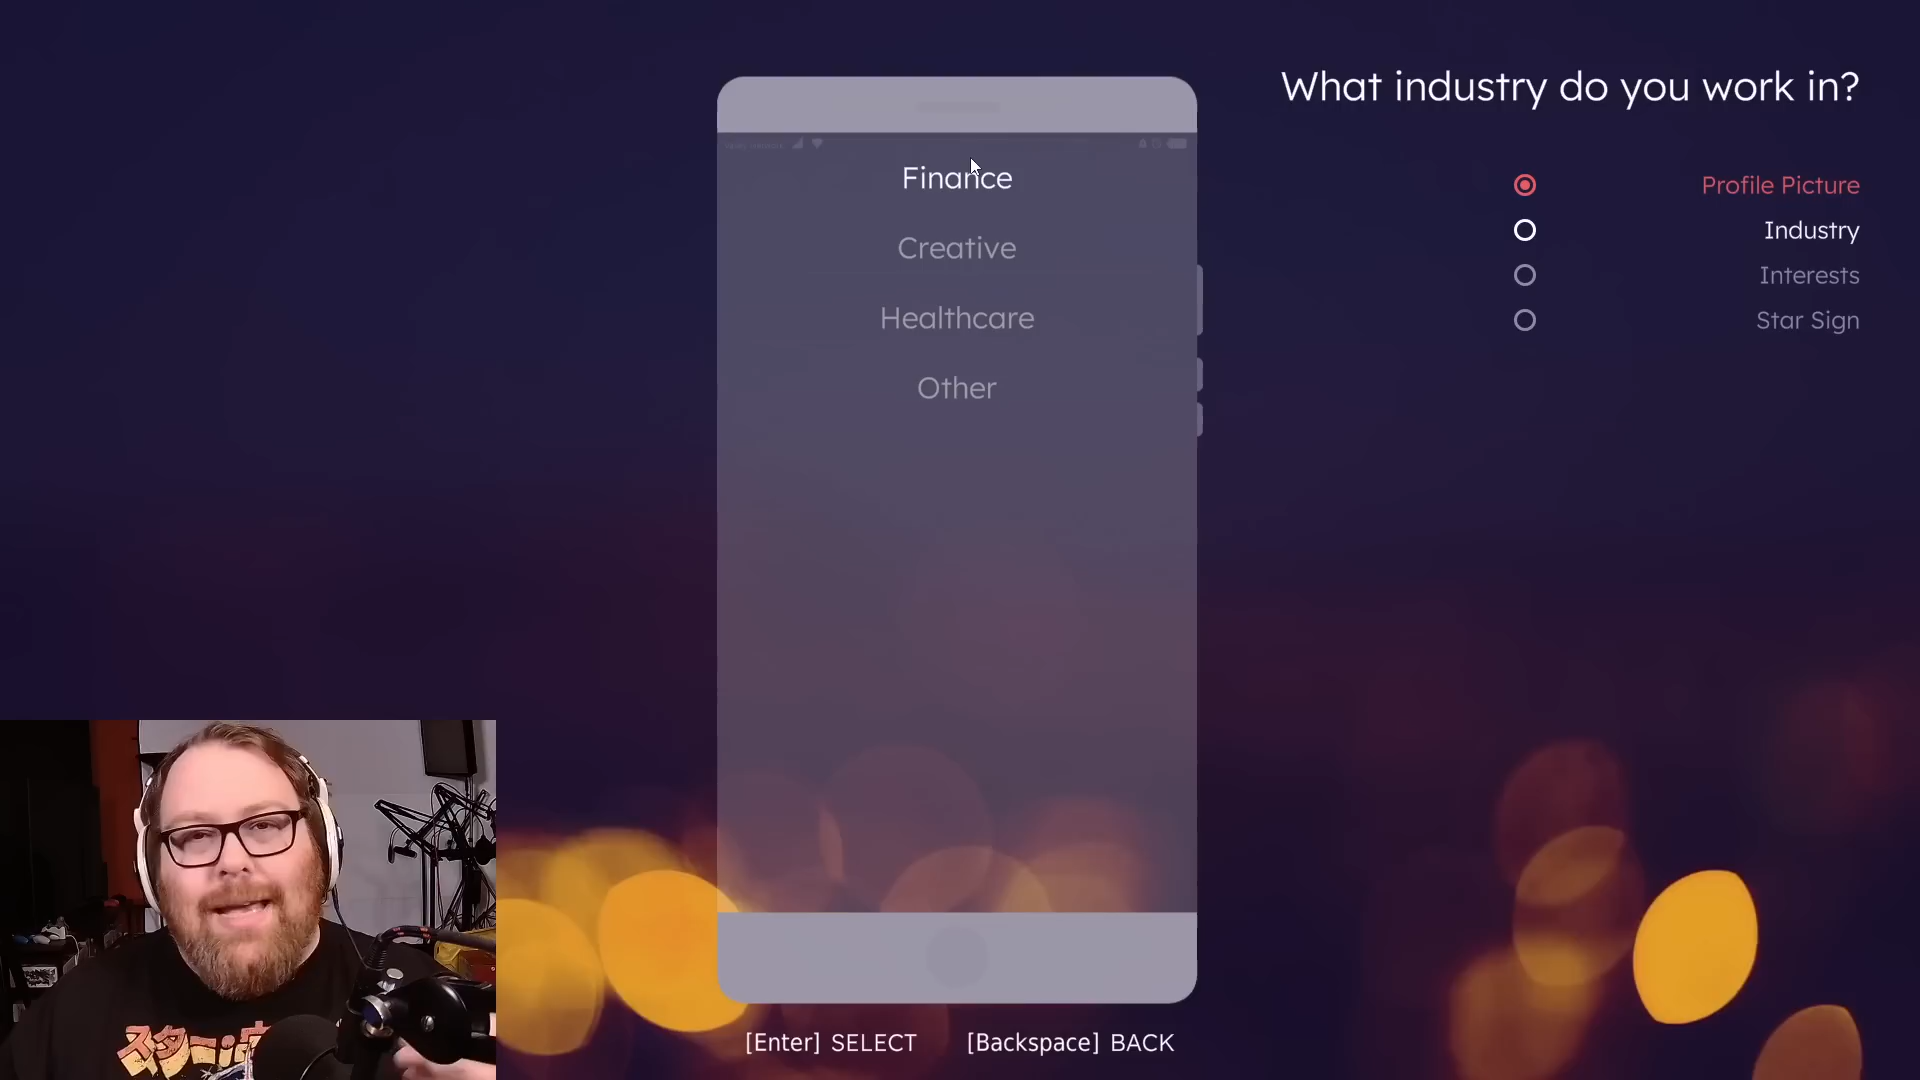 What industry do you work in?
Finance
Creative
Healthcare
Other
Profile Picture
Industry
Interests
Star Sign
[Enter] SELECT [Backspace] BACK